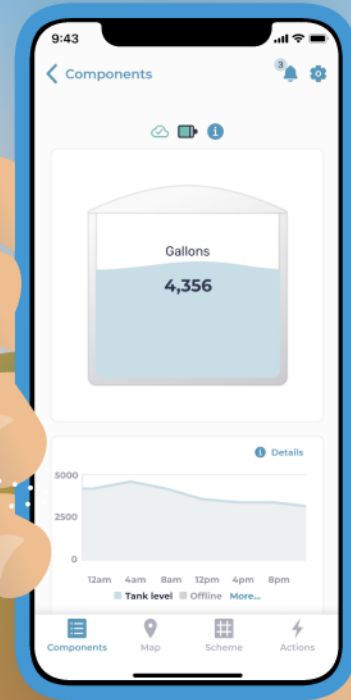 9:43
Components
3
Gallons
4,356
Details
5000
2500
0
12am 4am 8am 12pm 4pm 8pm
Tank level Offline More...
Components Map Scheme Actions